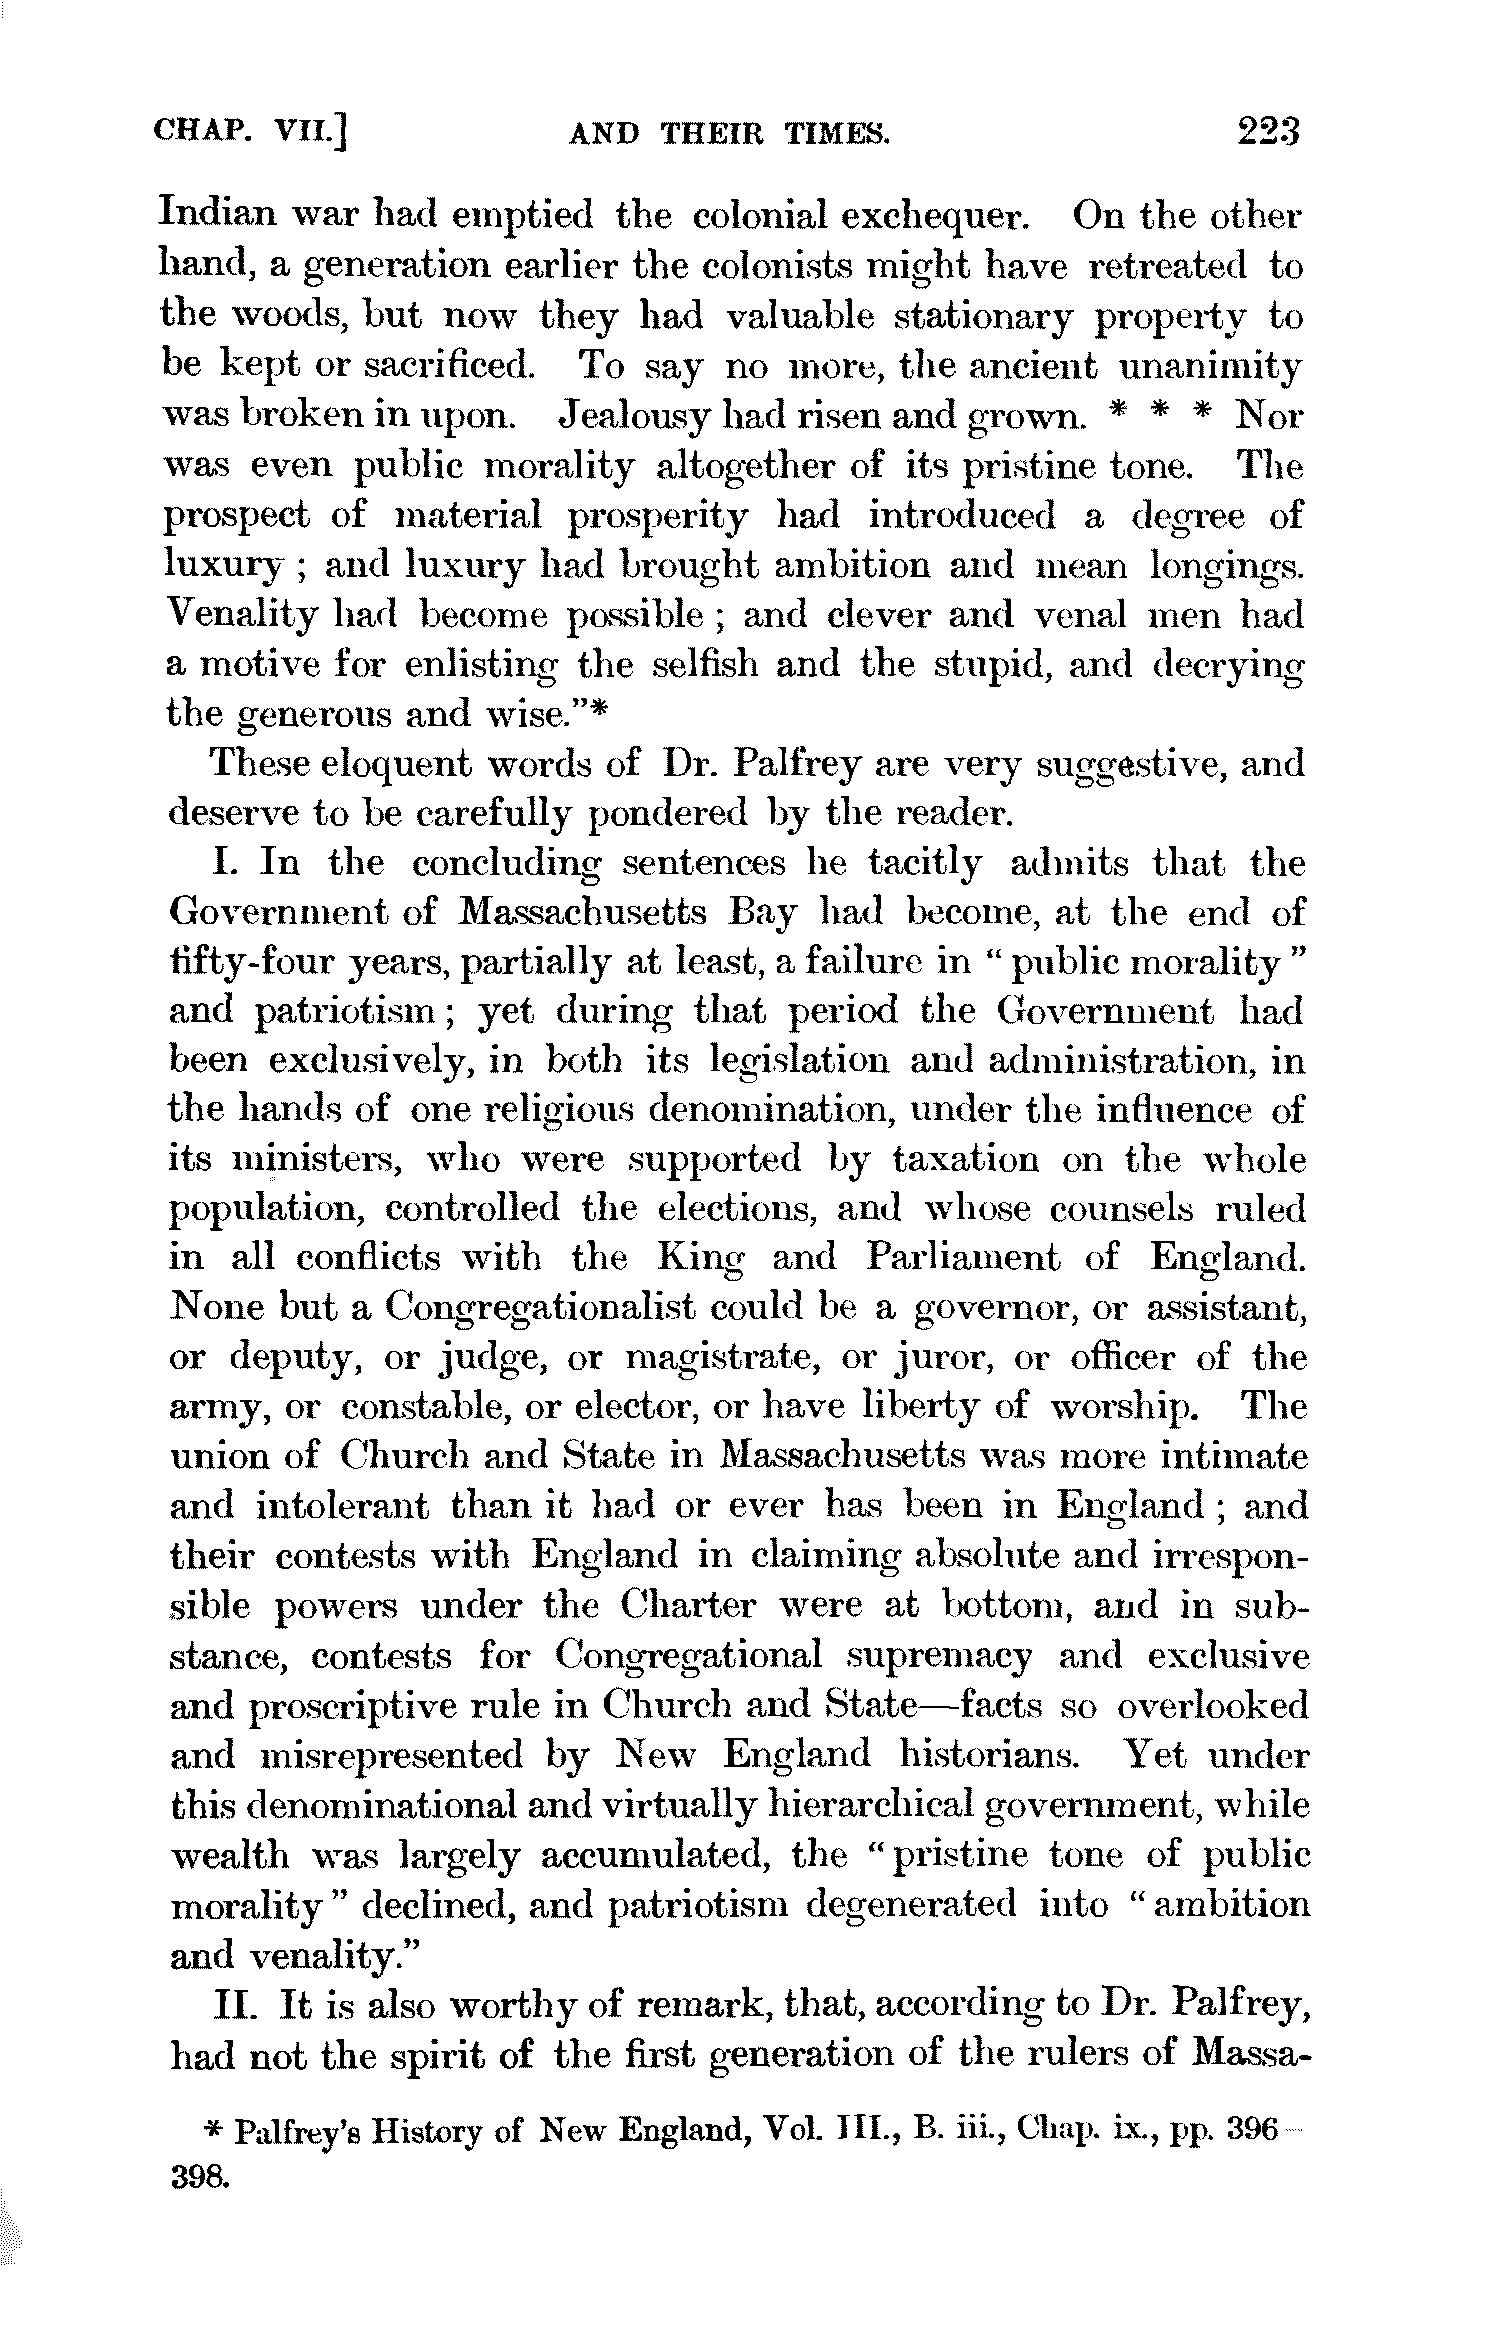 CHAP. VII.] AND THEIR TIMES. 223
Indian war had emptied the colonial exchequer. On the other
hand, a generation earlier the colonists might have retreated to
the woods, but now they had valuable stationary property to
be kept or sacrificed. To say no more, the ancient unanimity
was broken in upon. Jealousy had risen and grown. * * * Nor
was even public morality altogether of its pristine tone. The
prospect of material prosperity had introduced a degree of
luxury ; and luxury had brought ambition and mean longings.
Venality had become possible ; and clever and venal men had
a motive for enlisting the selfish and the stupid, and decrying
the generous and wise."*
These eloquent words of Dr. Palfrey are very suggestive, and
deserve to be carefully pondered by the reader.
I. In the concluding sentences he tacitly admits that the
Government of Massachusetts Bay had become, at the end of
fifty-four years, partially at least, a failure in " public morality "
and patriotism ; yet during that period the Government had
been exclusively, in both its legislation and administration, in
the hands of one religious denomination, under the influence of
its ministers, who were supported by taxation on the whole
population, controlled the elections, and whose counsels ruled
in all conflicts with the King and Parliament of England.
None but a Congregationalist could be a governor, or assistant,
or deputy, or judge, or magistrate, or juror, or officer of the
army, or constable, or elector, or have liberty of worship. The
union of Church and State in Massachusetts was more intimate
and intolerant than it had or ever has been in England ; and
their contests with England in claiming absolute and irrespon-
sible powers under the Charter were at bottom, and in sub-
stance, contests for Congregational supremacy and exclusive
and proscriptive rule in Church and State—facts so overlooked
and misrepresented by New England historians. Yet under
this denominational and virtually hierarchical government, while
wealth was largely accumulated, the " pristine tone of public
morality " declined, and patriotism degenerated into " ambition
and venality."
II. It is also worthy of remark, that, according to Dr. Palfrey,
had not the spirit of the first generation of the rulers of Massa-
* Palfrey's History of New England, Vol. III., B. iii., Chap. ix., pp. 396–
398.